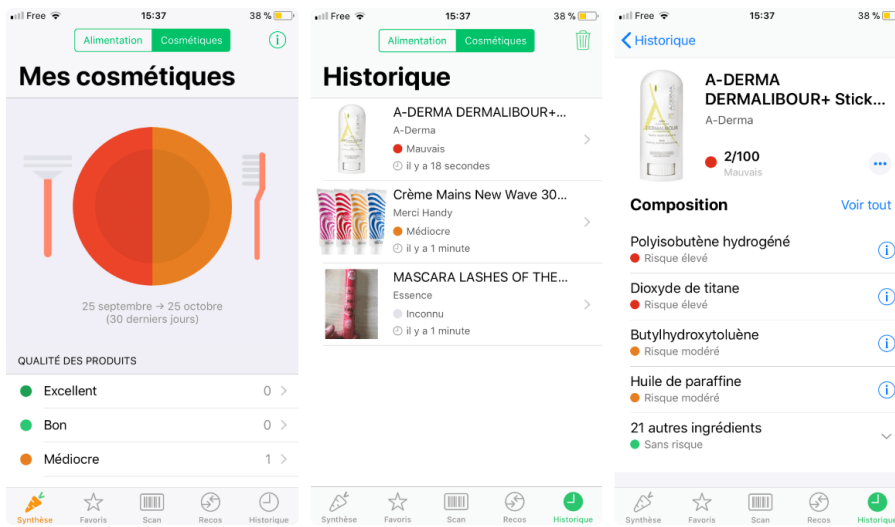 Free 15:37 38 %
Alimentation Cosmétiques
Mes cosmétiques
25 septembre → 25 octobre
(30 derniers jours)
QUALITÉ DES PRODUITS
Excellent 0
Bon 0
Médiocre 1
Synthèse Favoris Scan Recos Historique
Free 15:37 38 %
Alimentation Cosmétiques
Historique
A-DERMA DERMALIBOUR+...
A-Derma
Mauvais
il y a 18 secondes
Crème Mains New Wave 30...
Merci Handy
Médiocre
il y a 1 minute
MASCARA LASHES OF THE...
Essence
Inconnu
il y a 1 minute
Synthèse Favoris Scan Recos Historique
Free 15:37 38 %
Historique
A-DERMA
DERMALIBOUR+ Stick...
A-Derma
2/100
Mauvais
Composition Voir tout
Polyisobutène hydrogéné
Risque élevé
Dioxyde de titane
Risque élevé
Butylhydroxytoluène
Risque modéré
Huile de paraffine
Risque modéré
21 autres ingrédients
Sans risque
Synthèse Favoris Scan Recos Historique